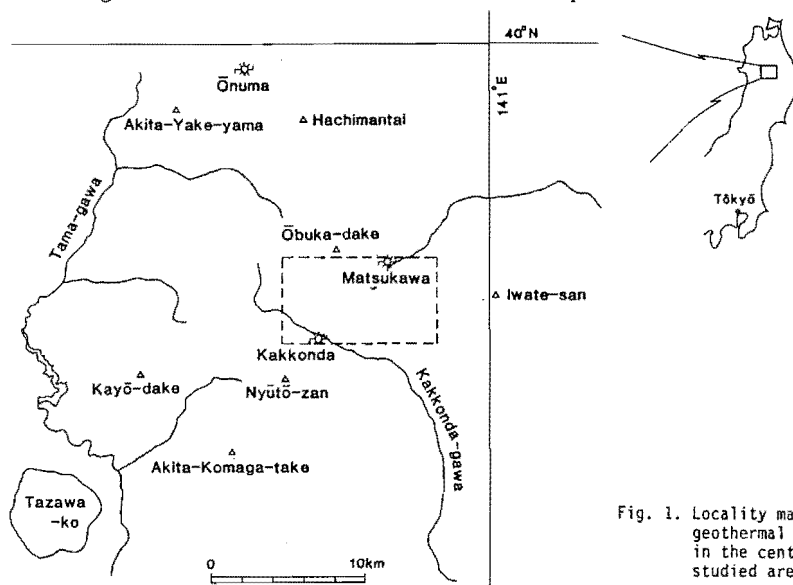 40°N
Ōnuma
141°E
Akita-Yake-yama
Hachimantai
Tama-gawa
Tōkyō
Ōbuka-dake
Matsukawa
Iwate-san
Kakkonda
Kayō-dake
Nyūtō-zan
Kakkonda-gawa
Akita-Komaga-take
Tazawa
-ko
0 10km
Fig. 1. Locality ma
geothermal
in the cent
studied are